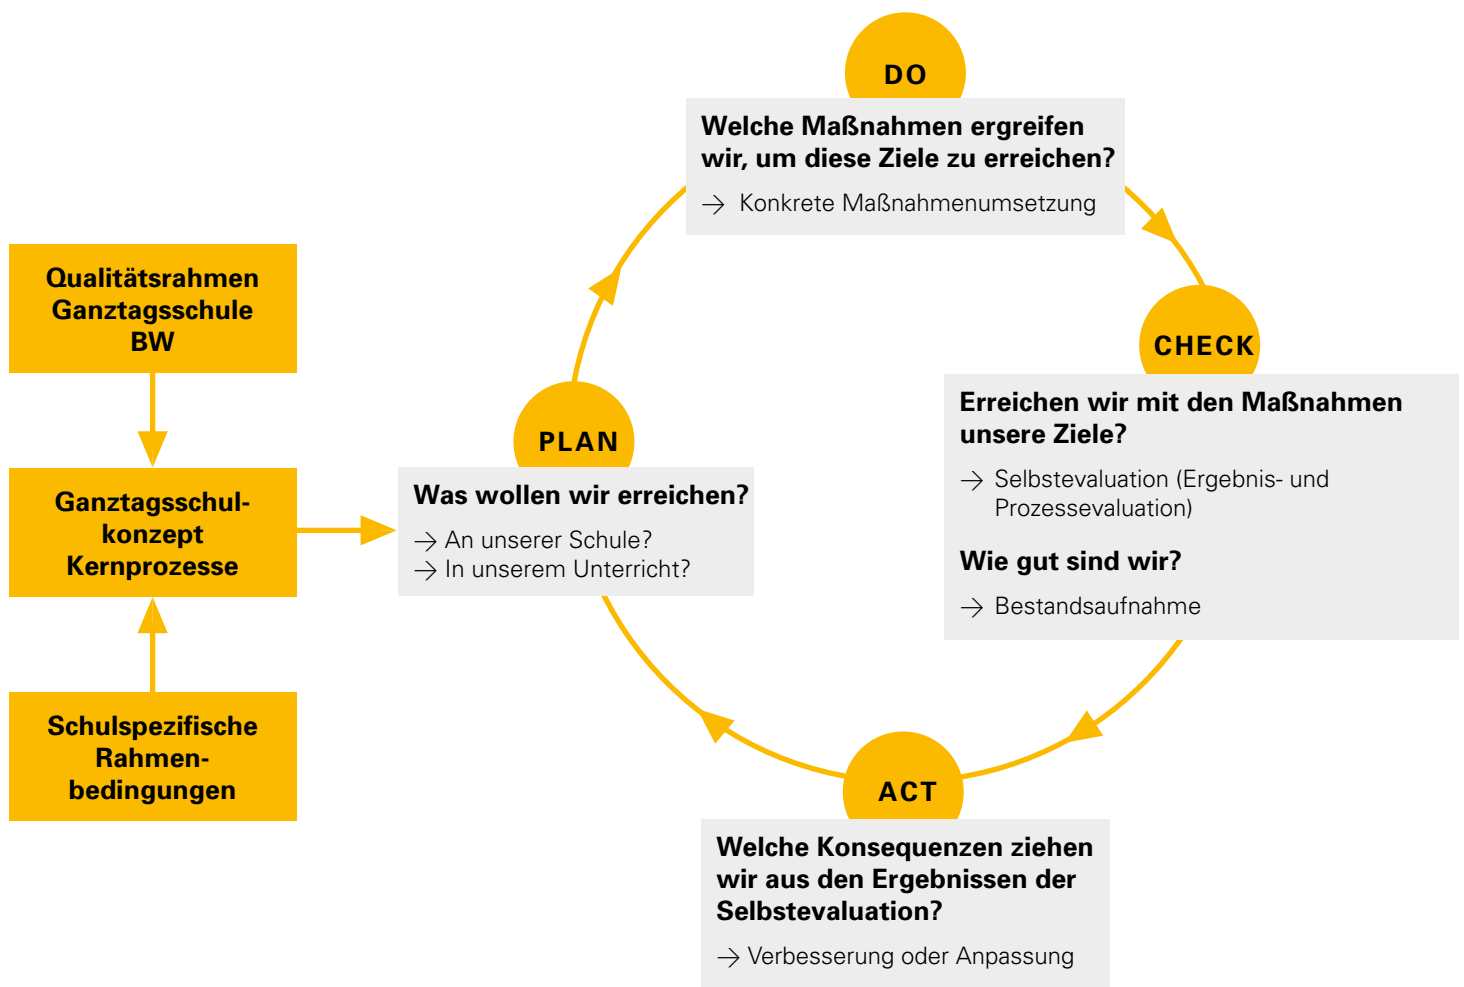 Qualitätsrahmen
Ganztagsschule
BW
Ganztagsschul-
konzept
Kernprozesse
Schulspezifische
Rahmen-
bedingungen
PLAN
Was wollen wir erreichen?
→ An unserer Schule?
→ In unserem Unterricht?
DO
Welche Maßnahmen ergreifen
wir, um diese Ziele zu erreichen?
→ Konkrete Maßnahmenumsetzung
CHECK
Erreichen wir mit den Maßnahmen
unsere Ziele?
→ Selbstevaluation (Ergebnis- und
Prozessevaluation)
Wie gut sind wir?
→ Bestandsaufnahme
ACT
Welche Konsequenzen ziehen
wir aus den Ergebnissen der
Selbstevaluation?
→ Verbesserung oder Anpassung